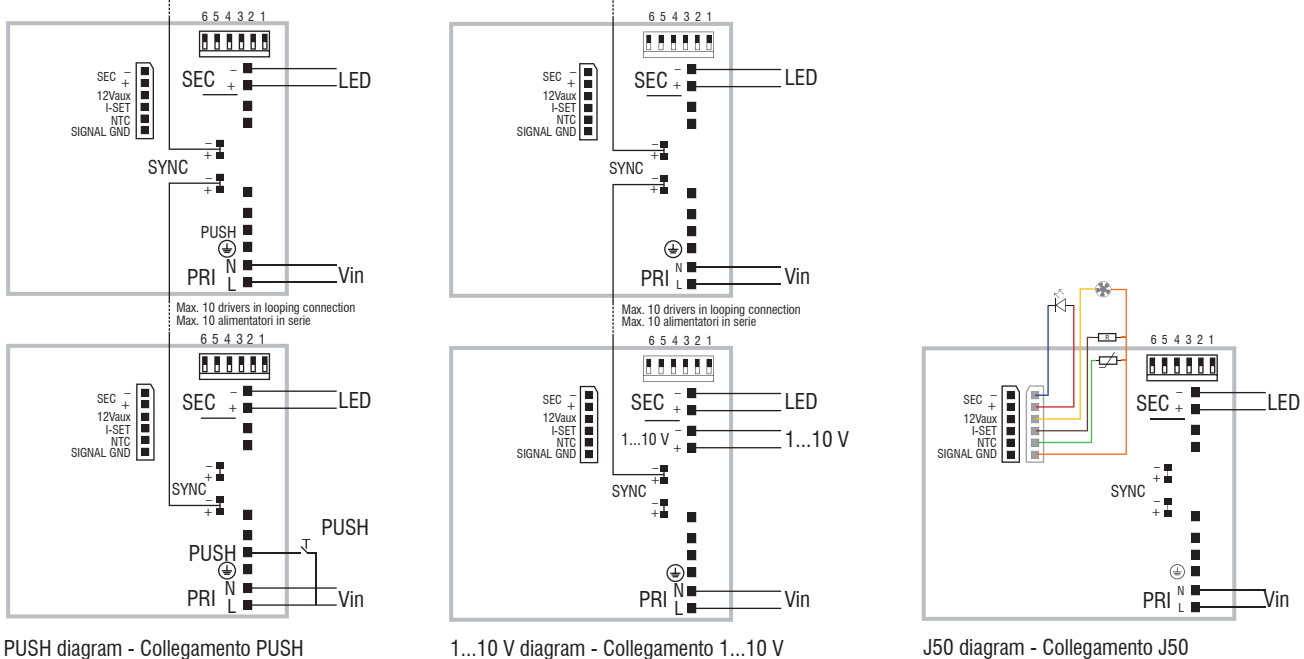 6 5 4 3 2 1
SEC -
+
12Vaux
I-SET
NTC
SIGNAL GND
SEC -
+
LED
-
+
SYNC
-
+
PUSH
N
PRI
L
Vin
Max. 10 drivers in looping connection
Max. 10 alimentatori in serie
6 5 4 3 2 1
SEC -
+
12Vaux
I-SET
NTC
SIGNAL GND
SEC -
+
LED
-
+
SYNC
-
+
PUSH
PUSH
N
PRI
L
Vin
PUSH diagram - Collegamento PUSH
6 5 4 3 2 1
SEC -
+
12Vaux
I-SET
NTC
SIGNAL GND
SEC -
+
LED
-
+
SYNC
-
+
N
PRI
L
Vin
Max. 10 drivers in looping connection
Max. 10 alimentatori in serie
6 5 4 3 2 1
SEC -
+
12Vaux
I-SET
NTC
SIGNAL GND
SEC -
+
LED
1...10 V -
+
1...10 V
-
+
SYNC
-
+
N
PRI
L
Vin
1...10 V diagram - Collegamento 1...10 V
R
6 5 4 3 2 1
SEC -
+
12Vaux
I-SET
NTC
SIGNAL GND
SEC -
+
LED
-
+
SYNC
-
+
N
PRI
L
Vin
J50 diagram - Collegamento J50